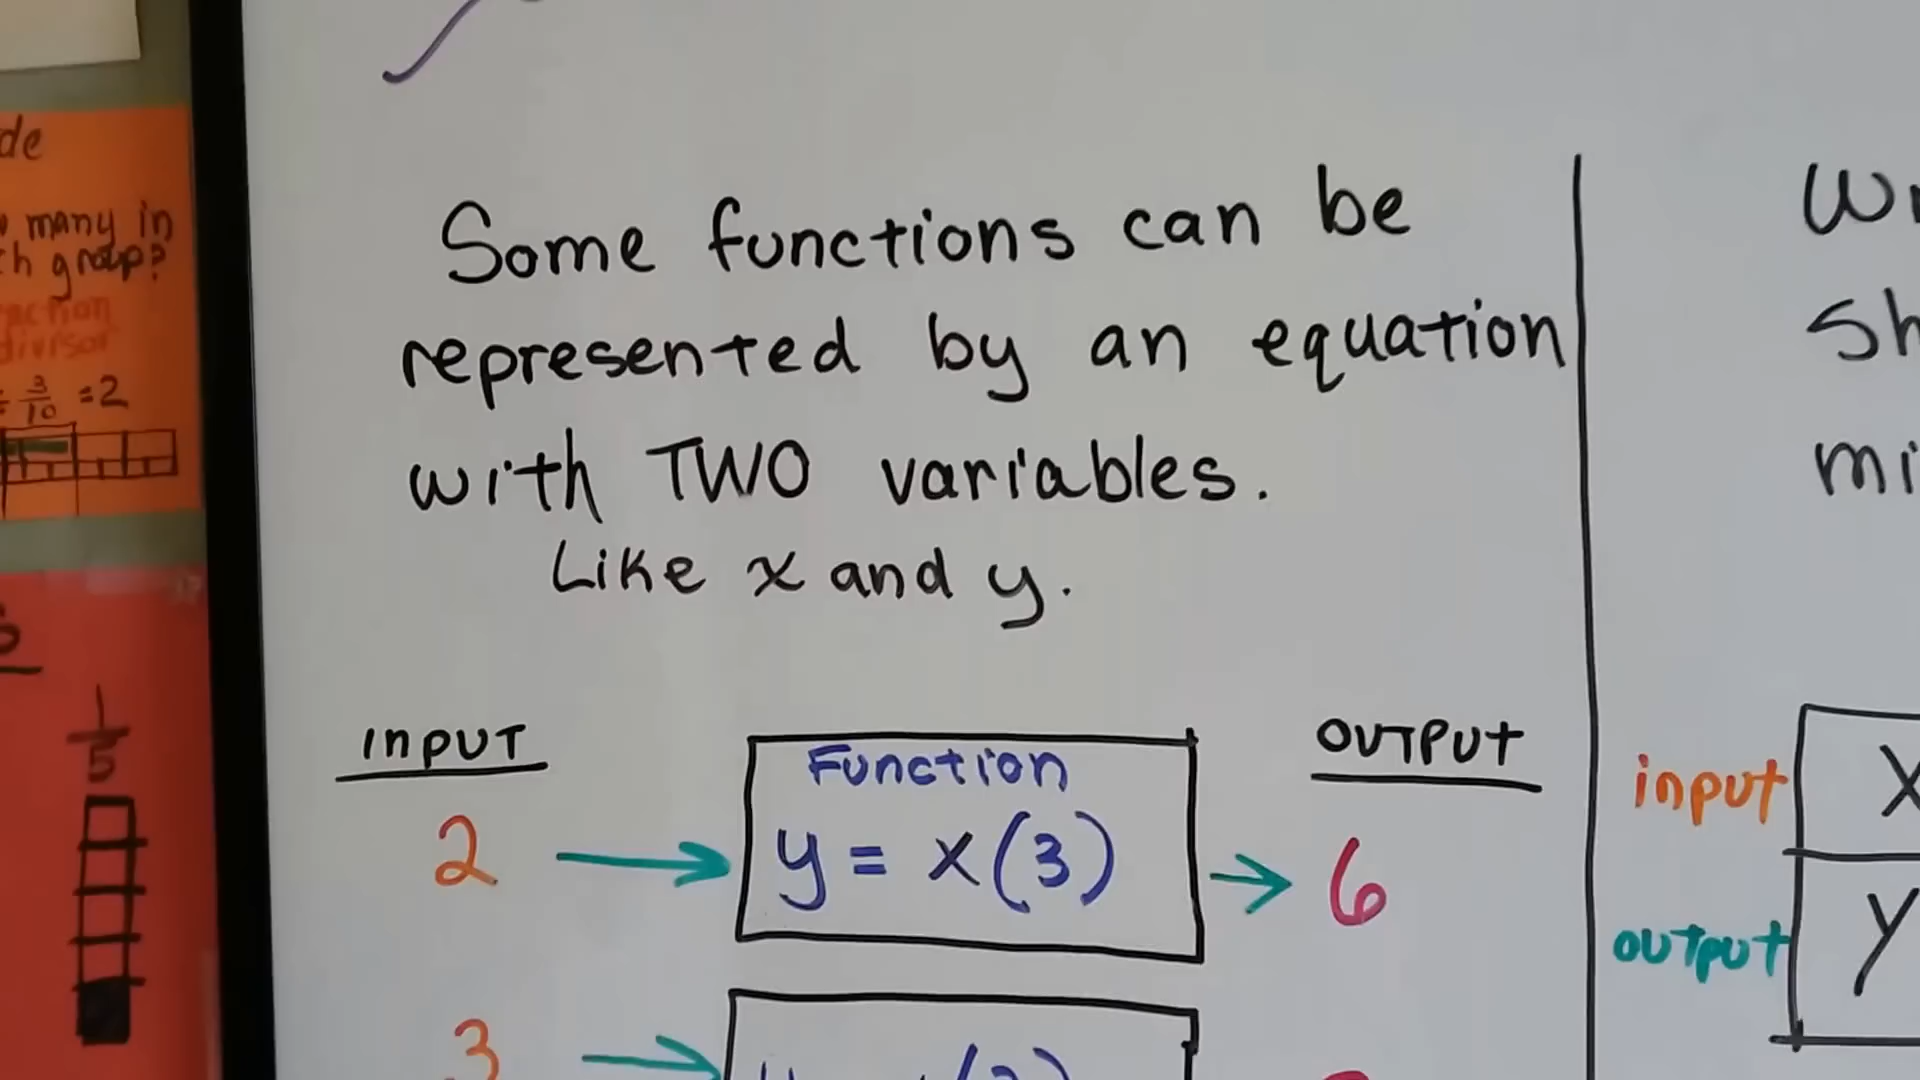 many in
group?
3/10 = 2
1/5
Some functions can be
represented by an equation
with TWO variables.
Like x and y.
INPUT
Function
OUTPUT
2
y = x(3)
6
3
input
x
output
y